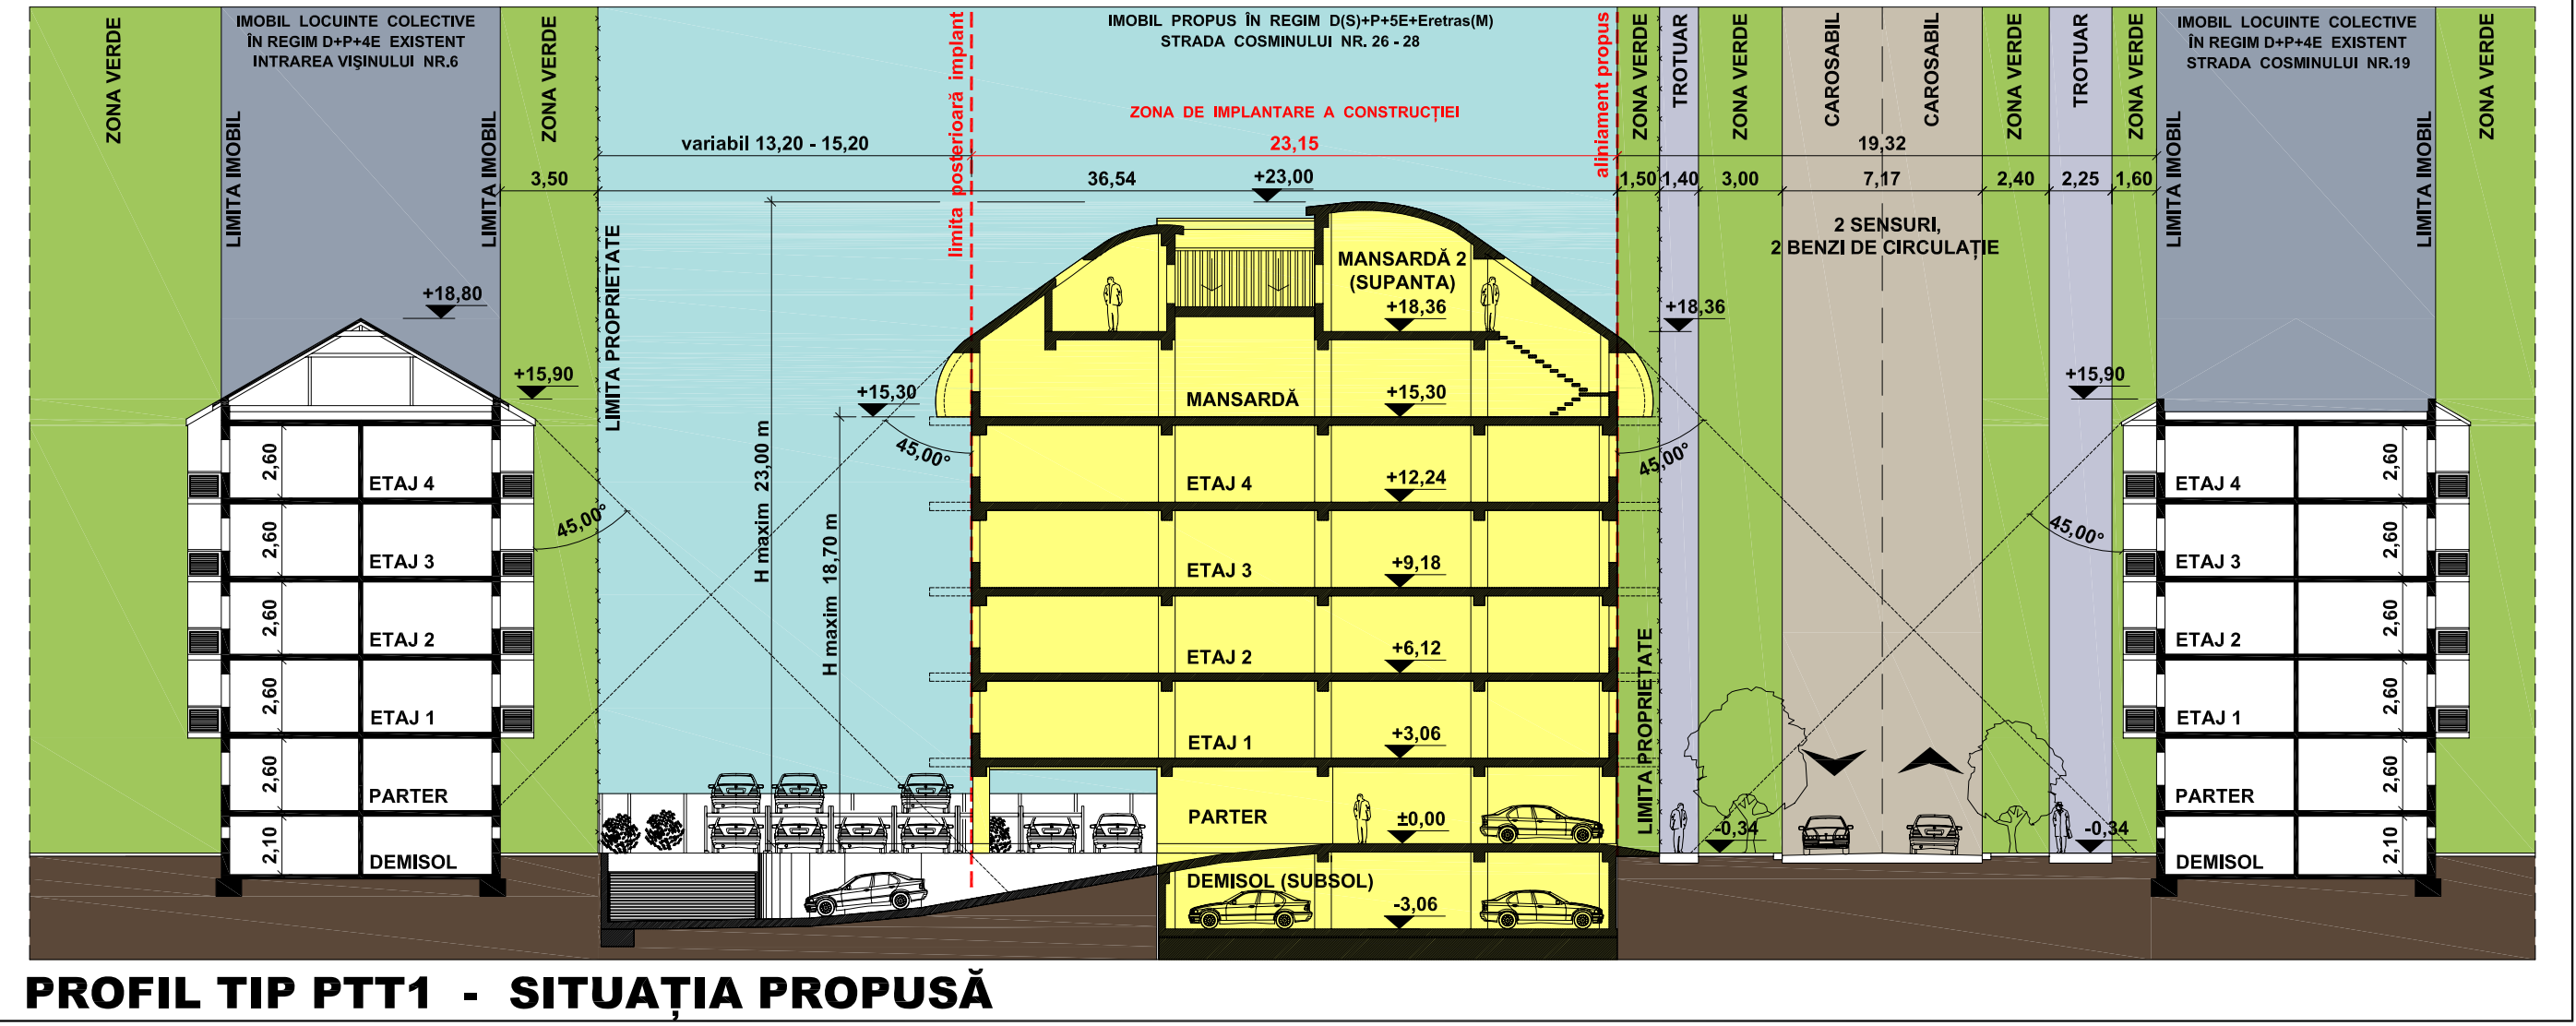 ZONA VERDE
IMOBIL LOCUINTE COLECTIVE
ÎN REGIM D+P+4E EXISTENT
INTRAREA VIŞINULUI NR.6
LIMITA IMOBIL
LIMITA IMOBIL
ZONA VERDE
3,50
+18,80
+15,90
2,60
ETAJ 4
2,60
ETAJ 3
2,60
ETAJ 2
2,60
ETAJ 1
2,60
PARTER
2,10
DEMISOL
45,00°
LIMITA PROPRIETATE
variabil 13,20 - 15,20
limita posterioară implant
IMOBIL PROPUS ÎN REGIM D(S)+P+5E+Eretras(M)
STRADA COSMINULUI NR. 26 - 28
ZONA DE IMPLANTARE A CONSTRUCȚIEI
23,15
36,54
+23,00
aliniament propus
H maxim 23,00 m
H maxim 18,70 m
+15,30
45,00°
MANSARDĂ 2
(SUPANTA)
+18,36
MANSARDĂ
+15,30
ETAJ 4
+12,24
ETAJ 3
+9,18
ETAJ 2
+6,12
ETAJ 1
+3,06
PARTER
±0,00
DEMISOL (SUBSOL)
-3,06
ZONA VERDE
TROTUAR
ZONA VERDE
CAROSABIL
CAROSABIL
ZONA VERDE
TROTUAR
ZONA VERDE
19,32
1,50
1,40
3,00
7,17
2,40
2,25
1,60
2 SENSURI,
2 BENZI DE CIRCULAȚIE
+18,36
45,00°
LIMITA PROPRIETATE
-0,34
-0,34
+15,90
45,00°
IMOBIL LOCUINTE COLECTIVE
ÎN REGIM D+P+4E EXISTENT
STRADA COSMINULUI NR.19
LIMITA IMOBIL
LIMITA IMOBIL
ZONA VERDE
ETAJ 4
2,60
ETAJ 3
2,60
ETAJ 2
2,60
ETAJ 1
2,60
PARTER
2,60
DEMISOL
2,10
PROFIL TIP PTT1 - SITUAȚIA PROPUSĂ